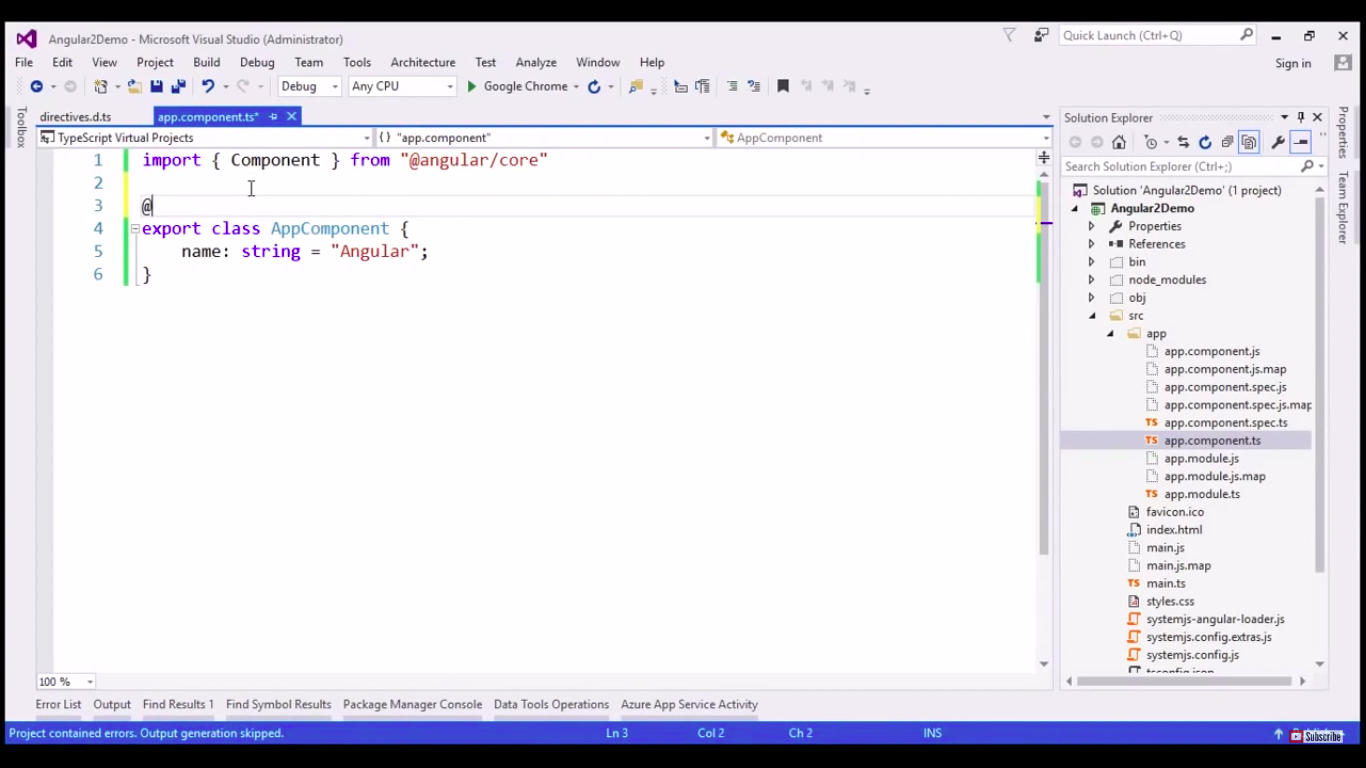 Angular2Demo - Microsoft Visual Studio (Administrator)
Quick Launch (Ctrl+Q)
File Edit View Project Build Debug Team Tools Architecture Test Analyze Window Help
Sign in
Debug Any CPU Google Chrome
Toolbox
directives.d.ts app.component.ts*
TypeScript Virtual Projects {} "app.component" AppComponent
1 import { Component } from "@angular/core"
2
3 @
4 export class AppComponent {
5 name: string = "Angular";
6 }
100 %
Solution Explorer
Search Solution Explorer (Ctrl+;)
Solution 'Angular2Demo' (1 project)
Angular2Demo
Properties
References
bin
node_modules
obj
src
app
app.component.js
app.component.js.map
app.component.spec.js
app.component.spec.js.map
TS app.component.spec.ts
TS app.component.ts
app.module.js
app.module.js.map
TS app.module.ts
favicon.ico
index.html
main.js
main.js.map
TS main.ts
styles.css
systemjs-angular-loader.js
systemjs.config.extras.js
systemjs.config.js
tsconfig.json
Properties
Team Explorer
Error List Output Find Results 1 Find Symbol Results Package Manager Console Data Tools Operations Azure App Service Activity
Project contained errors. Output generation skipped. Ln 3 Col 2 Ch 2 INS
Subscribe